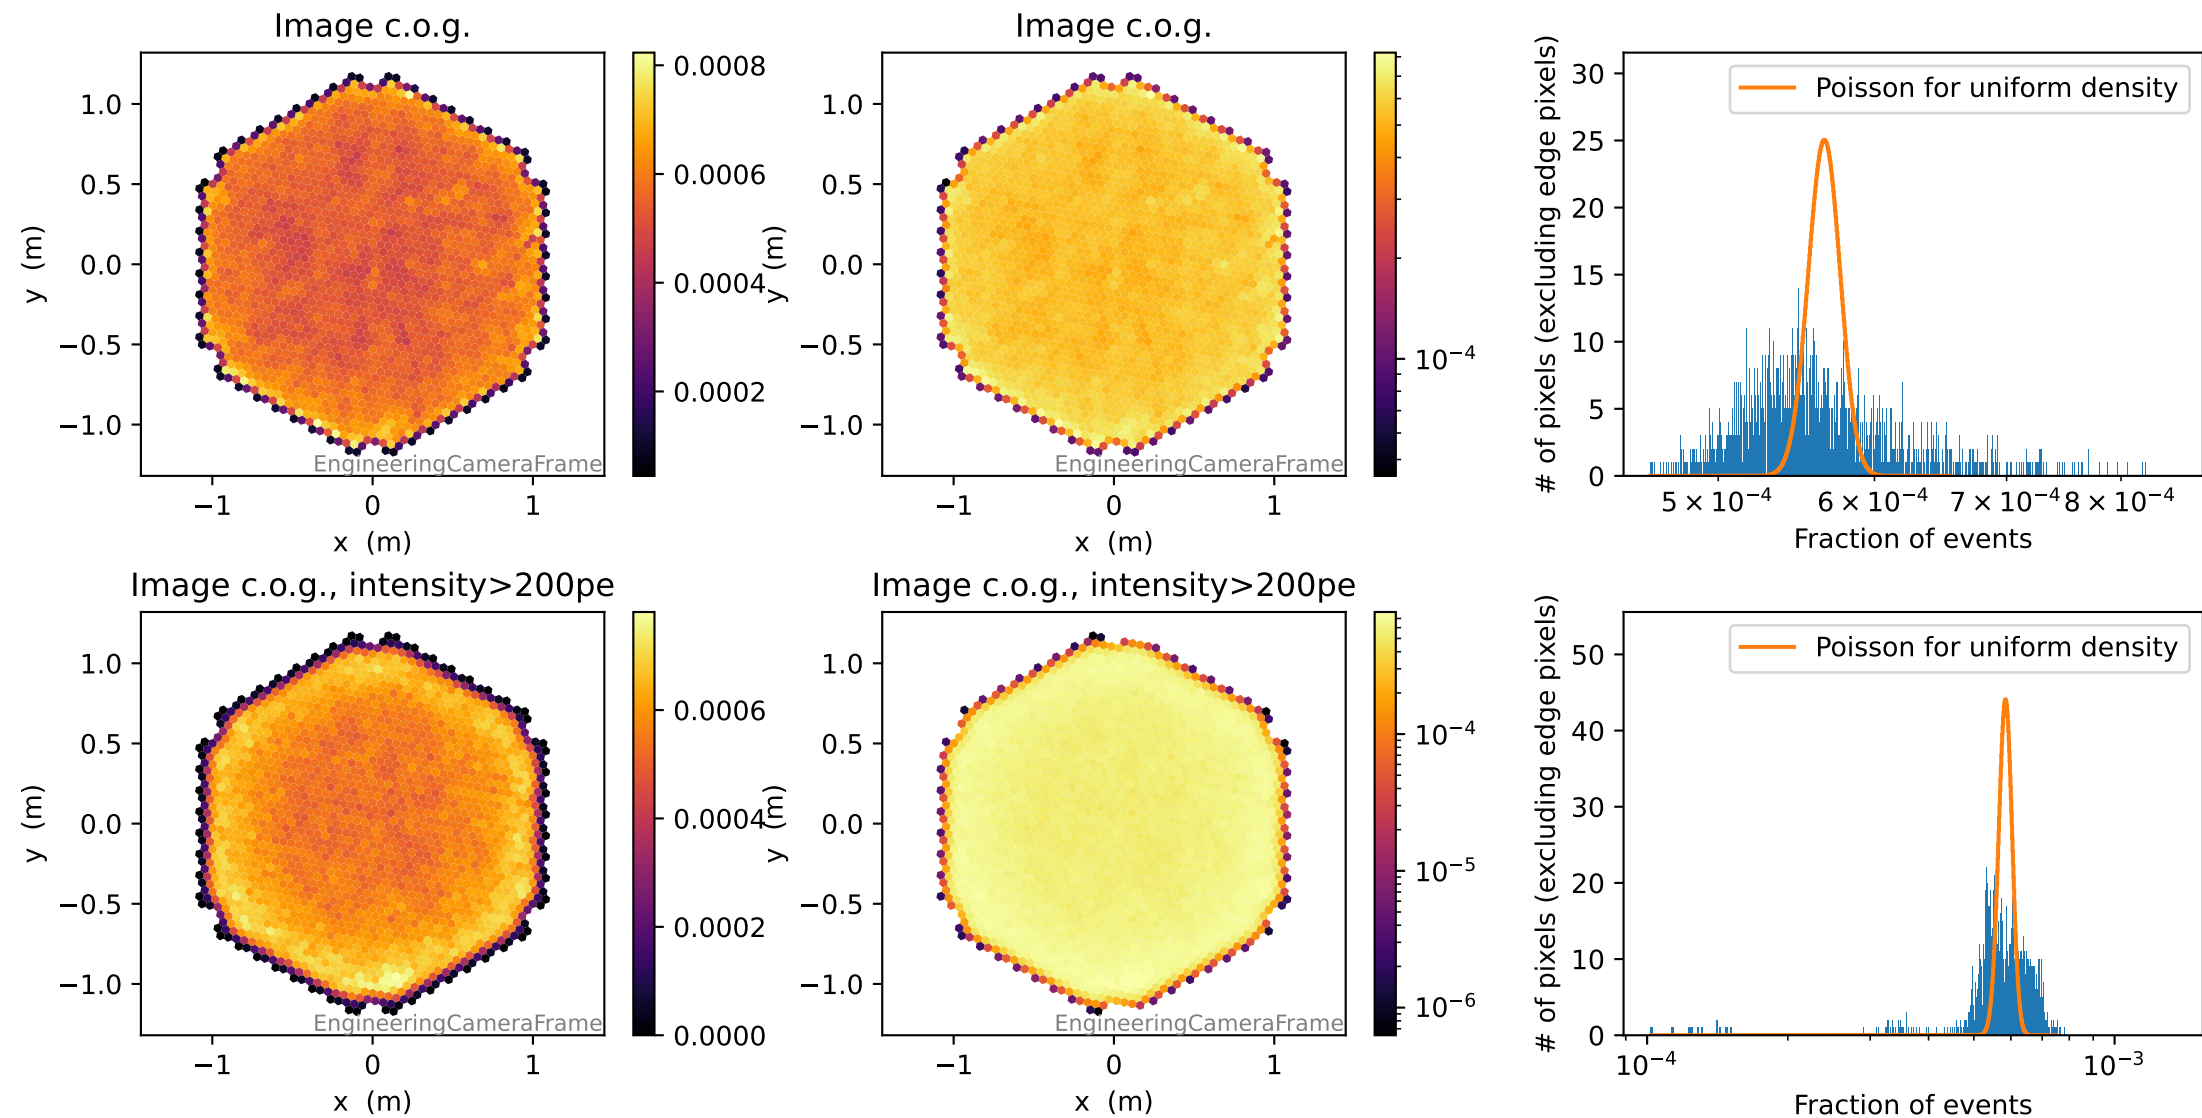 Image c.o.g.
1.0
0.5
0.0
−0.5
−1.0
y (m)
−1
0
1
x (m)
EngineeringCameraFrame
0.0008
0.0006
0.0004
0.0002
Image c.o.g.
1.0
0.5
0.0
−0.5
−1.0
y (m)
−1
0
1
x (m)
EngineeringCameraFrame
10⁻⁴
# of pixels (excluding edge pixels)
30
25
20
15
10
5
0
Poisson for uniform density
5 × 10⁻⁴
6 × 10⁻⁴
7 × 10⁻⁴
8 × 10⁻⁴
Fraction of events
Image c.o.g., intensity>200pe
1.0
0.5
0.0
−0.5
−1.0
y (m)
−1
0
1
x (m)
EngineeringCameraFrame
0.0006
0.0004
0.0002
0.0000
Image c.o.g., intensity>200pe
1.0
0.5
0.0
−0.5
−1.0
y (m)
−1
0
1
x (m)
EngineeringCameraFrame
10⁻⁴
10⁻⁵
10⁻⁶
# of pixels (excluding edge pixels)
50
40
30
20
10
0
Poisson for uniform density
10⁻⁴
10⁻³
Fraction of events